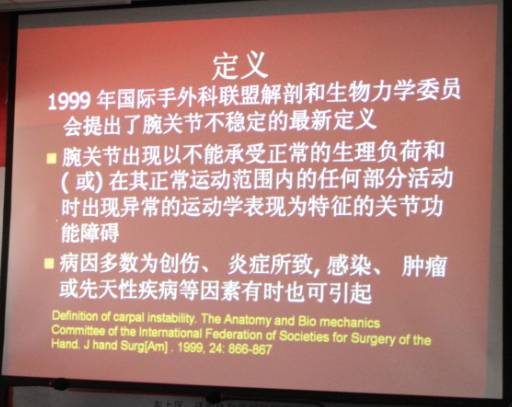 定义
1999 年国际手外科联盟解剖和生物力学委员
会提出了腕关节不稳定的最新定义
腕关节出现以不能承受正常的生理负荷和
( 或) 在其正常运动范围内的任何部分活动
时出现异常的运动学表现为特征的关节功
能障碍
病因多数为创伤、 炎症所致, 感染、 肿瘤
或先天性疾病等因素有时也可引起
Definition of carpal instability. The Anatomy and Bio mechanics
Committee of the International Federation of Societies for Surgery of the
Hand. J hand Surg[Am] . 1999, 24: 866-867